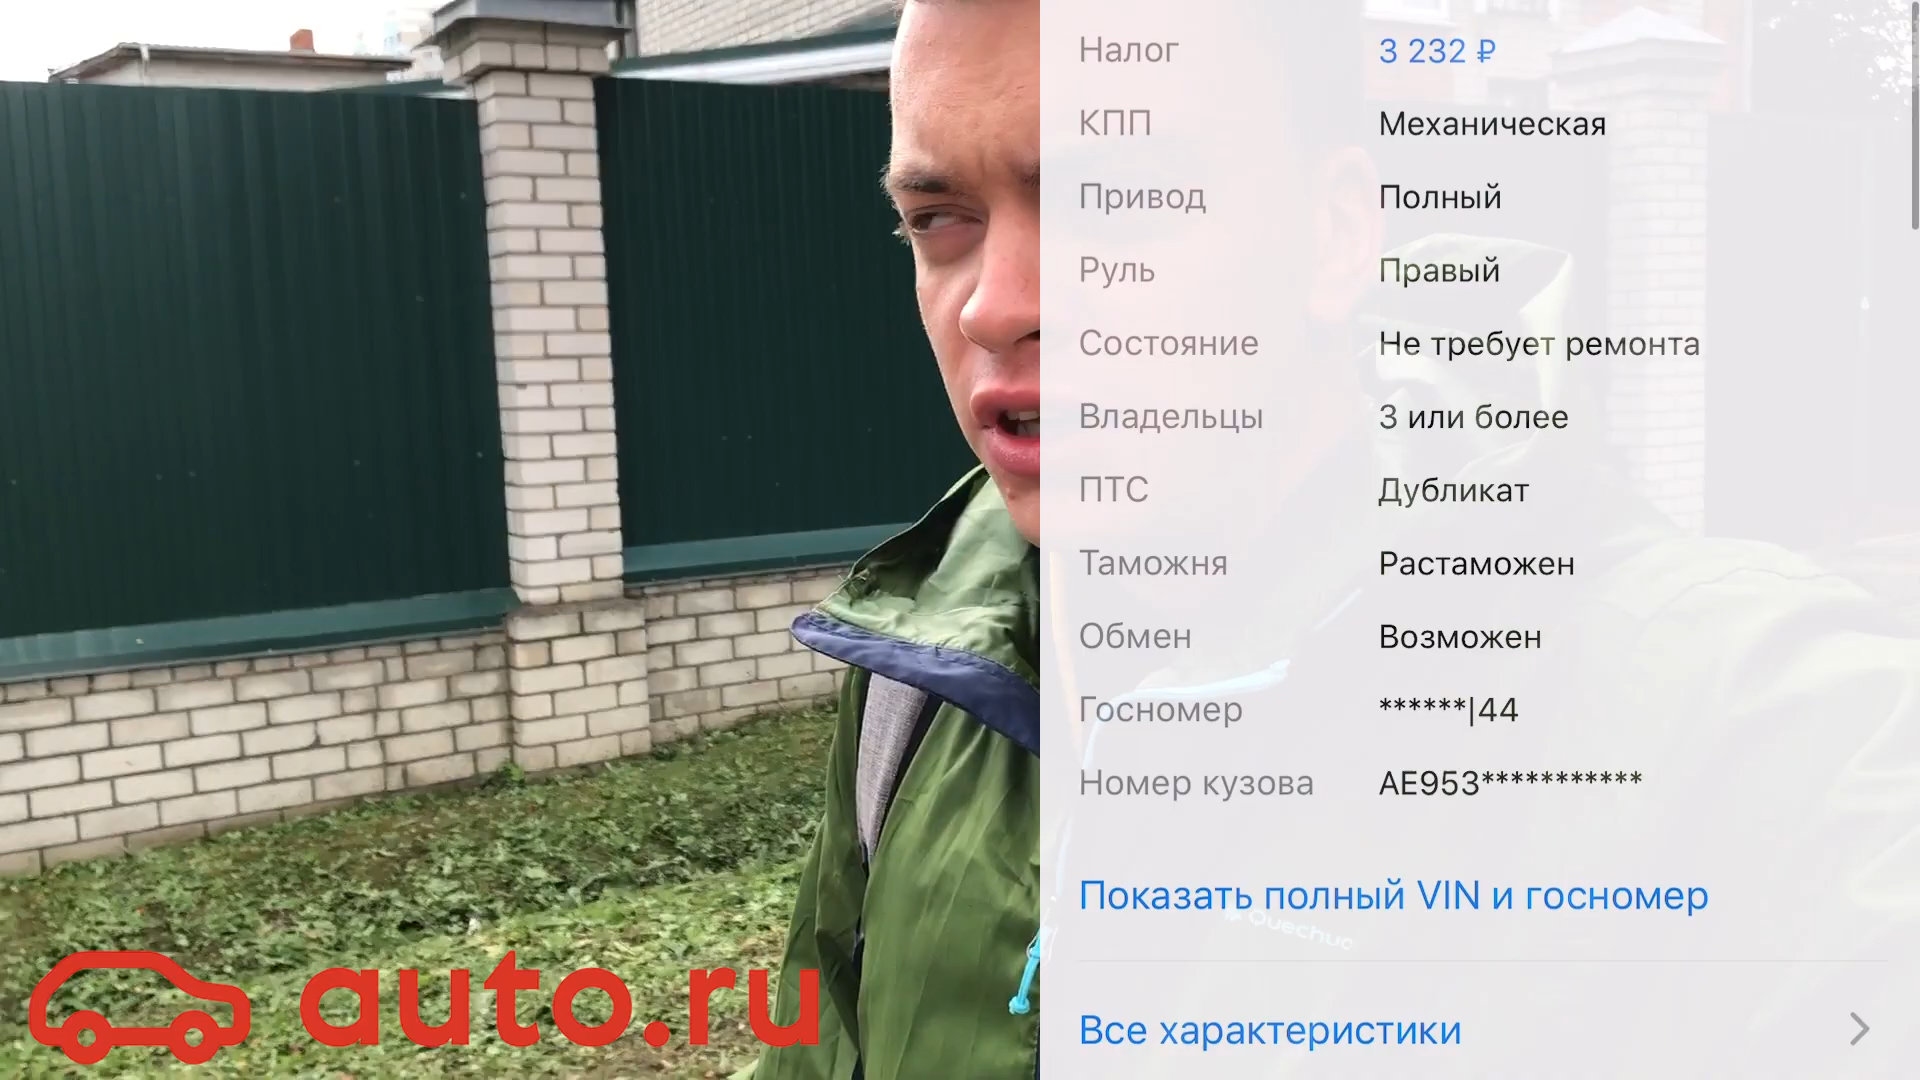 Налог 3 232 ₽
КПП Механическая
Привод Полный
Руль Правый
Состояние Не требует ремонта
Владельцы 3 или более
ПТС Дубликат
Таможня Растаможен
Обмен Возможен
Госномер ******|44
Номер кузова AE953***********
Показать полный VIN и госномер
Quechua
Все характеристики
auto.ru